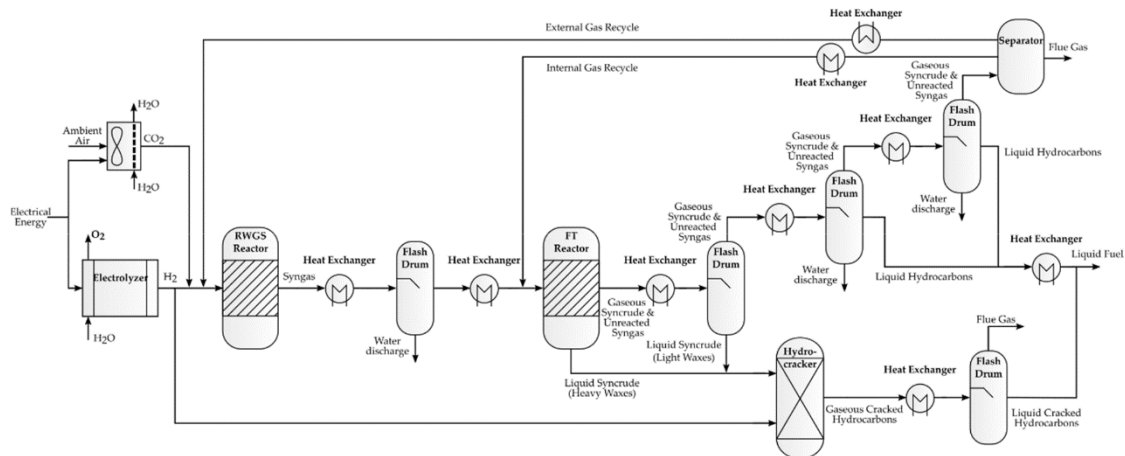 Heat Exchanger
External Gas Recycle
Separator
Flue Gas
Internal Gas Recycle
Heat Exchanger
Gaseous
Syncrude &
Unreacted
Syngas
H2O
Ambient
Air
CO2
H2O
Heat Exchanger
Flash
Drum
Gaseous
Syncrude &
Unreacted
Syngas
Liquid Hydrocarbons
Water
discharge
Electrical
Energy
O2
Electrolyzer
H2
H2O
RWGS
Reactor
Syngas
Heat Exchanger
Flash
Drum
Water
discharge
Heat Exchanger
FT
Reactor
Gaseous
Syncrude &
Unreacted
Syngas
Heat Exchanger
Gaseous
Syncrude &
Unreacted
Syngas
Flash
Drum
Heat Exchanger
Flash
Drum
Liquid Hydrocarbons
Water
discharge
Heat Exchanger
Liquid Fuel
Liquid Syncrude
(Light Waxes)
Liquid Syncrude
(Heavy Waxes)
Hydro-
cracker
Gaseous Cracked
Hydrocarbons
Heat Exchanger
Flue Gas
Flash
Drum
Liquid Cracked
Hydrocarbons